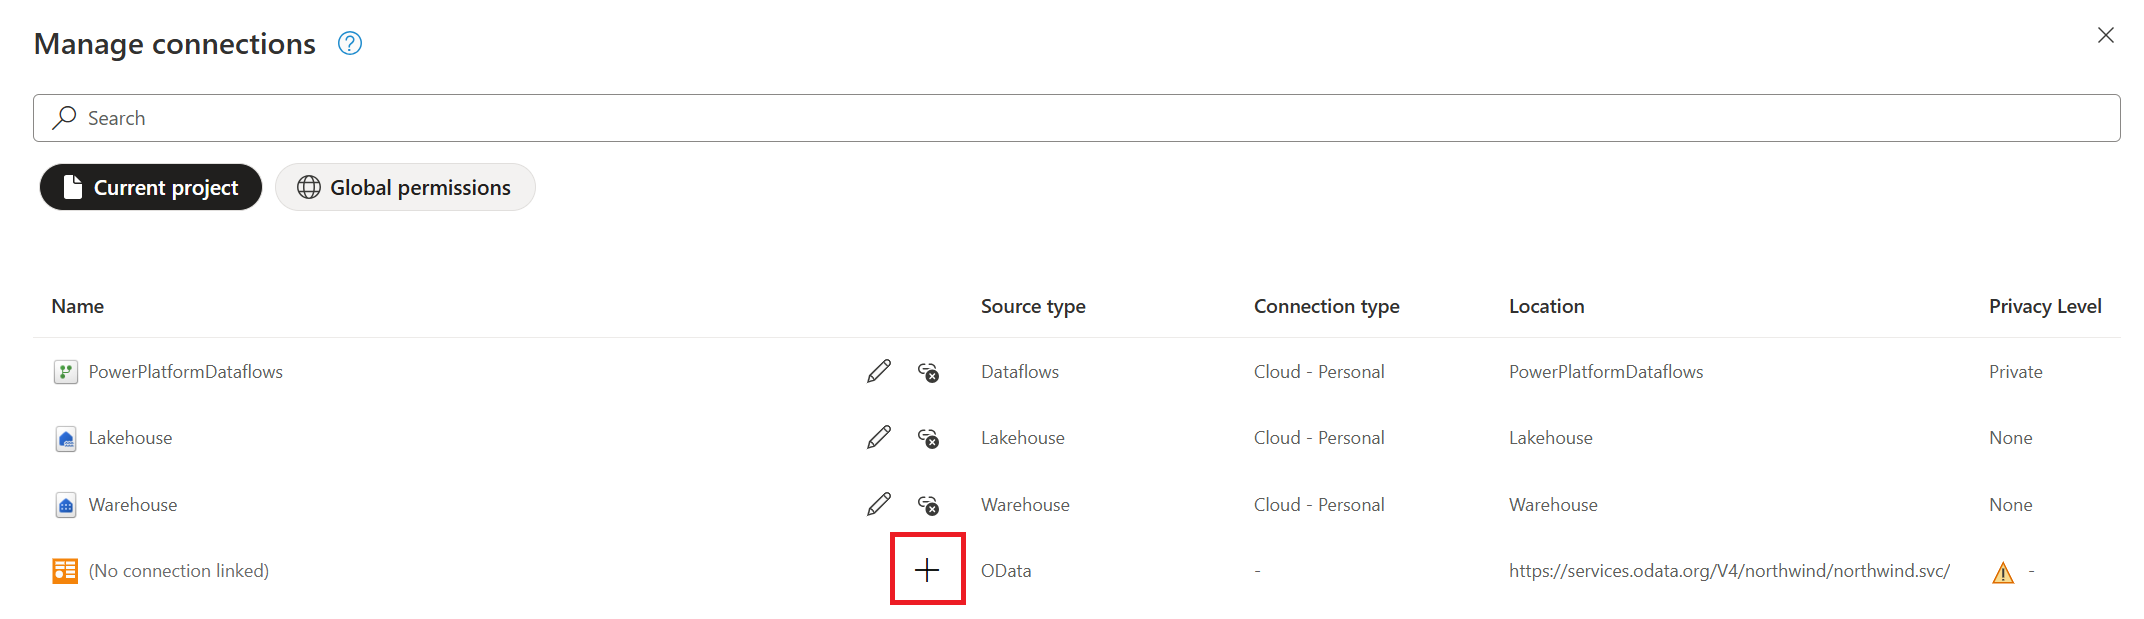 Manage connections ?
Search
Current project Global permissions
Name Source type Connection type Location Privacy Level
PowerPlatformDataflows Dataflows Cloud - Personal PowerPlatformDataflows Private
Lakehouse Lakehouse Cloud - Personal Lakehouse None
Warehouse Warehouse Cloud - Personal Warehouse None
(No connection linked) OData - https://services.odata.org/V4/northwind/northwind.svc/ -